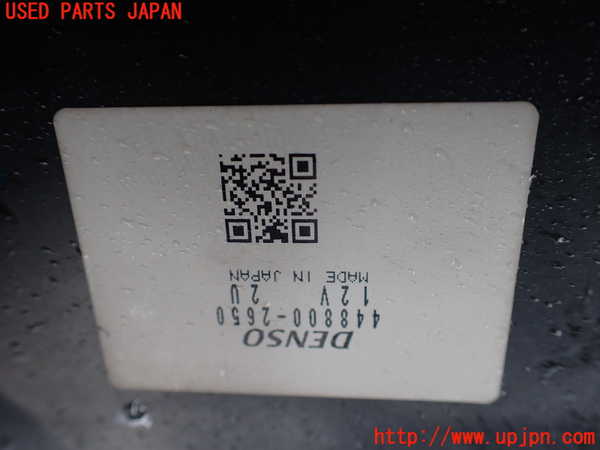 USED PARTS JAPAN
DENSO
448800-2650
12V 2U
MADE IN JAPAN
http://www.upjpn.com/